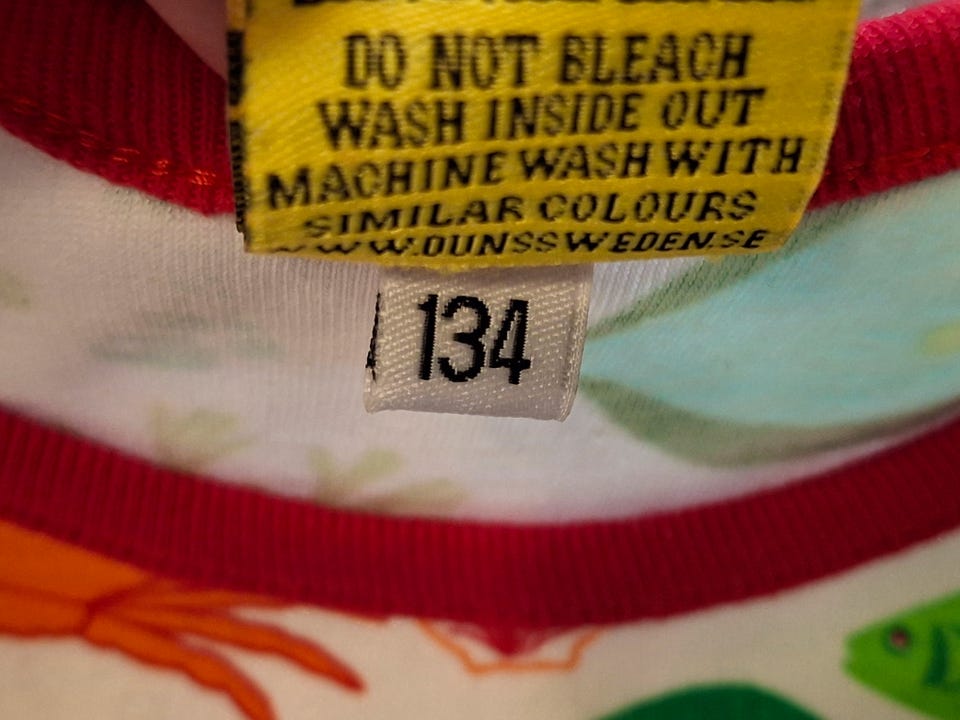 DO NOT BLEACH
WASH INSIDE OUT
MACHINE WASH WITH
SIMILAR COLOURS
WWW.DUNSSWEDEN.SE
134